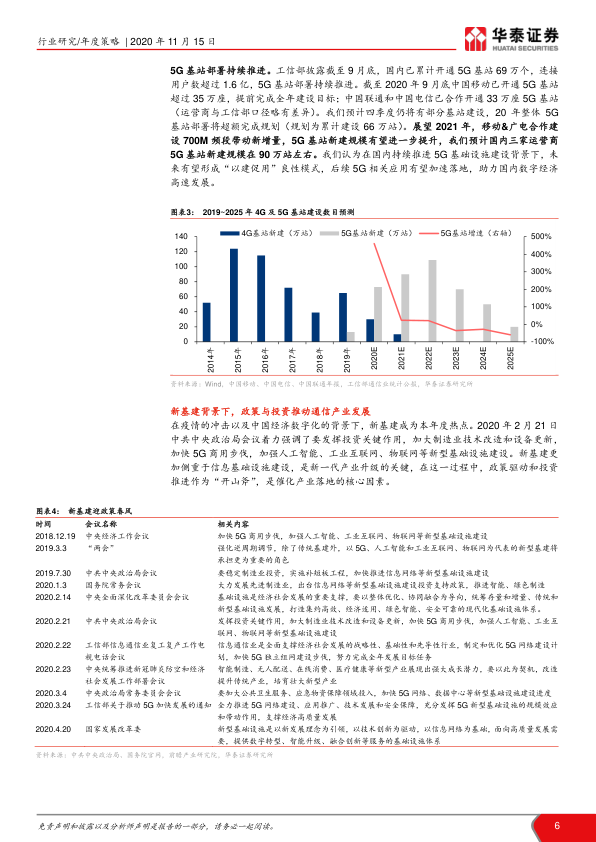 行业研究/年度策略 | 2020 年 11 月 15 日
华泰证券
HUATAI SECURITIES
5G 基站部署持续推进。工信部披露截至 9 月底，国内已累计开通 5G 基站 69 万个，连接
用户数超过 1.6 亿，5G 基站部署持续推进。截至 2020 年 9 月底中国移动已开通 5G 基站
超过 35 万座，提前完成全年建设目标；中国联通和中国电信已合作开通 33 万座 5G 基站
（运营商与工信部口径略有差异）。我们预计四季度仍将有部分建设，20 年整体 5G
基站部署将超额完成规划（规划为累计建设 66 万站）。展望 2021 年，移动&广电合作建
设 700M 频段带动新增量，5G 基站新建规模有望进一步提升，我们预计国内三家运营商
5G 基站新建规模在 90 万站左右。我们认为在国内持续推进 5G 基础设施建设背景下，未
来有望形成“以建促用”良性模式，后续 5G 相关应用有望加速落地，助力国内数字经济
高速发展。
图表3： 2019~2025 年 4G 及 5G 基站建设数目预测
4G基站新建（万站） 5G基站新建（万站） 5G基站增速（右轴）
140 500%
120 400%
100 300%
80
60 200%
40 100%
20 0%
0 -100%
2014年 2015年 2016年 2017年 2018年 2019年 2020E 2021E 2022E 2023E 2024E 2025E
资料来源：Wind、中国移动、中国电信、中国联通年报、工信部通信业统计公报、华泰证券研究所
新基建背景下，政策与投资推动通信产业发展
在疫情的冲击以及中国经济数字化的背景下，新基建成为本年度热点。2020 年 2 月 21 日
中共中央政治局会议着力强调了要发挥投资关键作用，加大制造业技术改造和设备更新，
加快 5G 商用步伐，加强人工智能、工业互联网、物联网等新型基础设施建设。新基建更
加侧重于信息基础设施建设，是新一代产业升级的关键，在这一过程中，政策驱动和投资
推进作为“开山斧”，是催化产业落地的核心因素。
图表4： 新基建迎政策春风
时间 会议名称 相关内容
2018.12.19 中央经济工作会议 加快 5G 商用步伐，加强人工智能、工业互联网、物联网等新型基础设施建设
2019.3.3 “两会” 强化逆周期调节，除了传统基建外，以 5G、人工智能和工业互联网、物联网为代表的新型基建将
承担更为重要的角色
2019.7.30 中共中央政治局会议 要稳定制造业投资，实施补短板工程，加快推进信息网络等新型基础设施建设
2020.1.3 国务院常务会议 大力发展先进制造业，出台信息网络等新型基础设施建设投资支持政策，推进智能、绿色制造
2020.2.14 中央全面深化改革委员会会议 基础设施是经济社会发展的重要支撑，要以整体优化、协同融合为导向，统筹存量和增量、传统和
新型基础设施发展，打造集约高效、经济适用、绿色智能、安全可靠的现代化基础设施体系。
2020.2.21 中共中央政治局会议 发挥投资关键作用，加大制造业技术改造和设备更新，加快 5G 商用步伐，加强人工智能、工业互
联网、物联网等新型基础设施建设
2020.2.22 工信部信息通信业复工复产工作电 信息通信业是全面支撑经济社会发展的战略性、基础性和先导性行业，制定和优化 5G 网络建设计
视电话会议 划，加快 5G 独立组网建设步伐，努力完成全年发展目标任务
2020.2.23 中央统筹推进新冠肺炎防空和经济 智能制造、无人配送、在线消费、医疗健康等新型产业展现出强大成长潜力，要以此为契机，改造
社会发展工作部署会议 提升传统产业，培育壮大新型产业
2020.3.4 中央政治局常务委员会会议 要加大公共卫生服务、应急物资保障领域投入，加快 5G 网络、数据中心等新型基础设施建设进度
2020.3.24 工信部关于推动 5G 加快发展的通知 全力推进 5G 网络建设、应用推广、技术发展和安全保障，充分发挥 5G 新型基础设施的规模效应
和带动作用，支撑经济高质量发展
2020.4.20 国家发展改革委 新型基础设施是以新发展理念为引领，以技术创新为驱动，以信息网络为基础，面向高质量发展需
要，提供数字转型、智能升级、融合创新等服务的基础设施体系
资料来源：中共中央政治局、国务院官网、前瞻产业研究院、华泰证券研究所
免责声明和披露以及分析师声明是报告的一部分，请务必一起阅读。
6